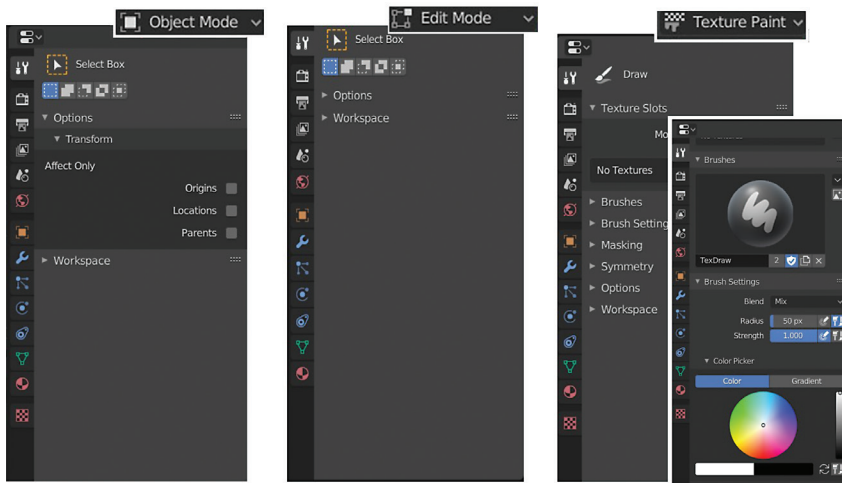 Object Mode
Select Box
Options
Transform
Affect Only
Origins
Locations
Parents
Workspace
Edit Mode
Select Box
Options
Workspace
Texture Paint
Draw
Texture Slots
Mo
No Textures
Brushes
Brush Setting
Masking
Symmetry
Options
Workspace
Brushes
TexDraw 2
Brush Settings
Blend Mix
Radius 50 px
Strength 1.000
Color Picker
Color Gradient